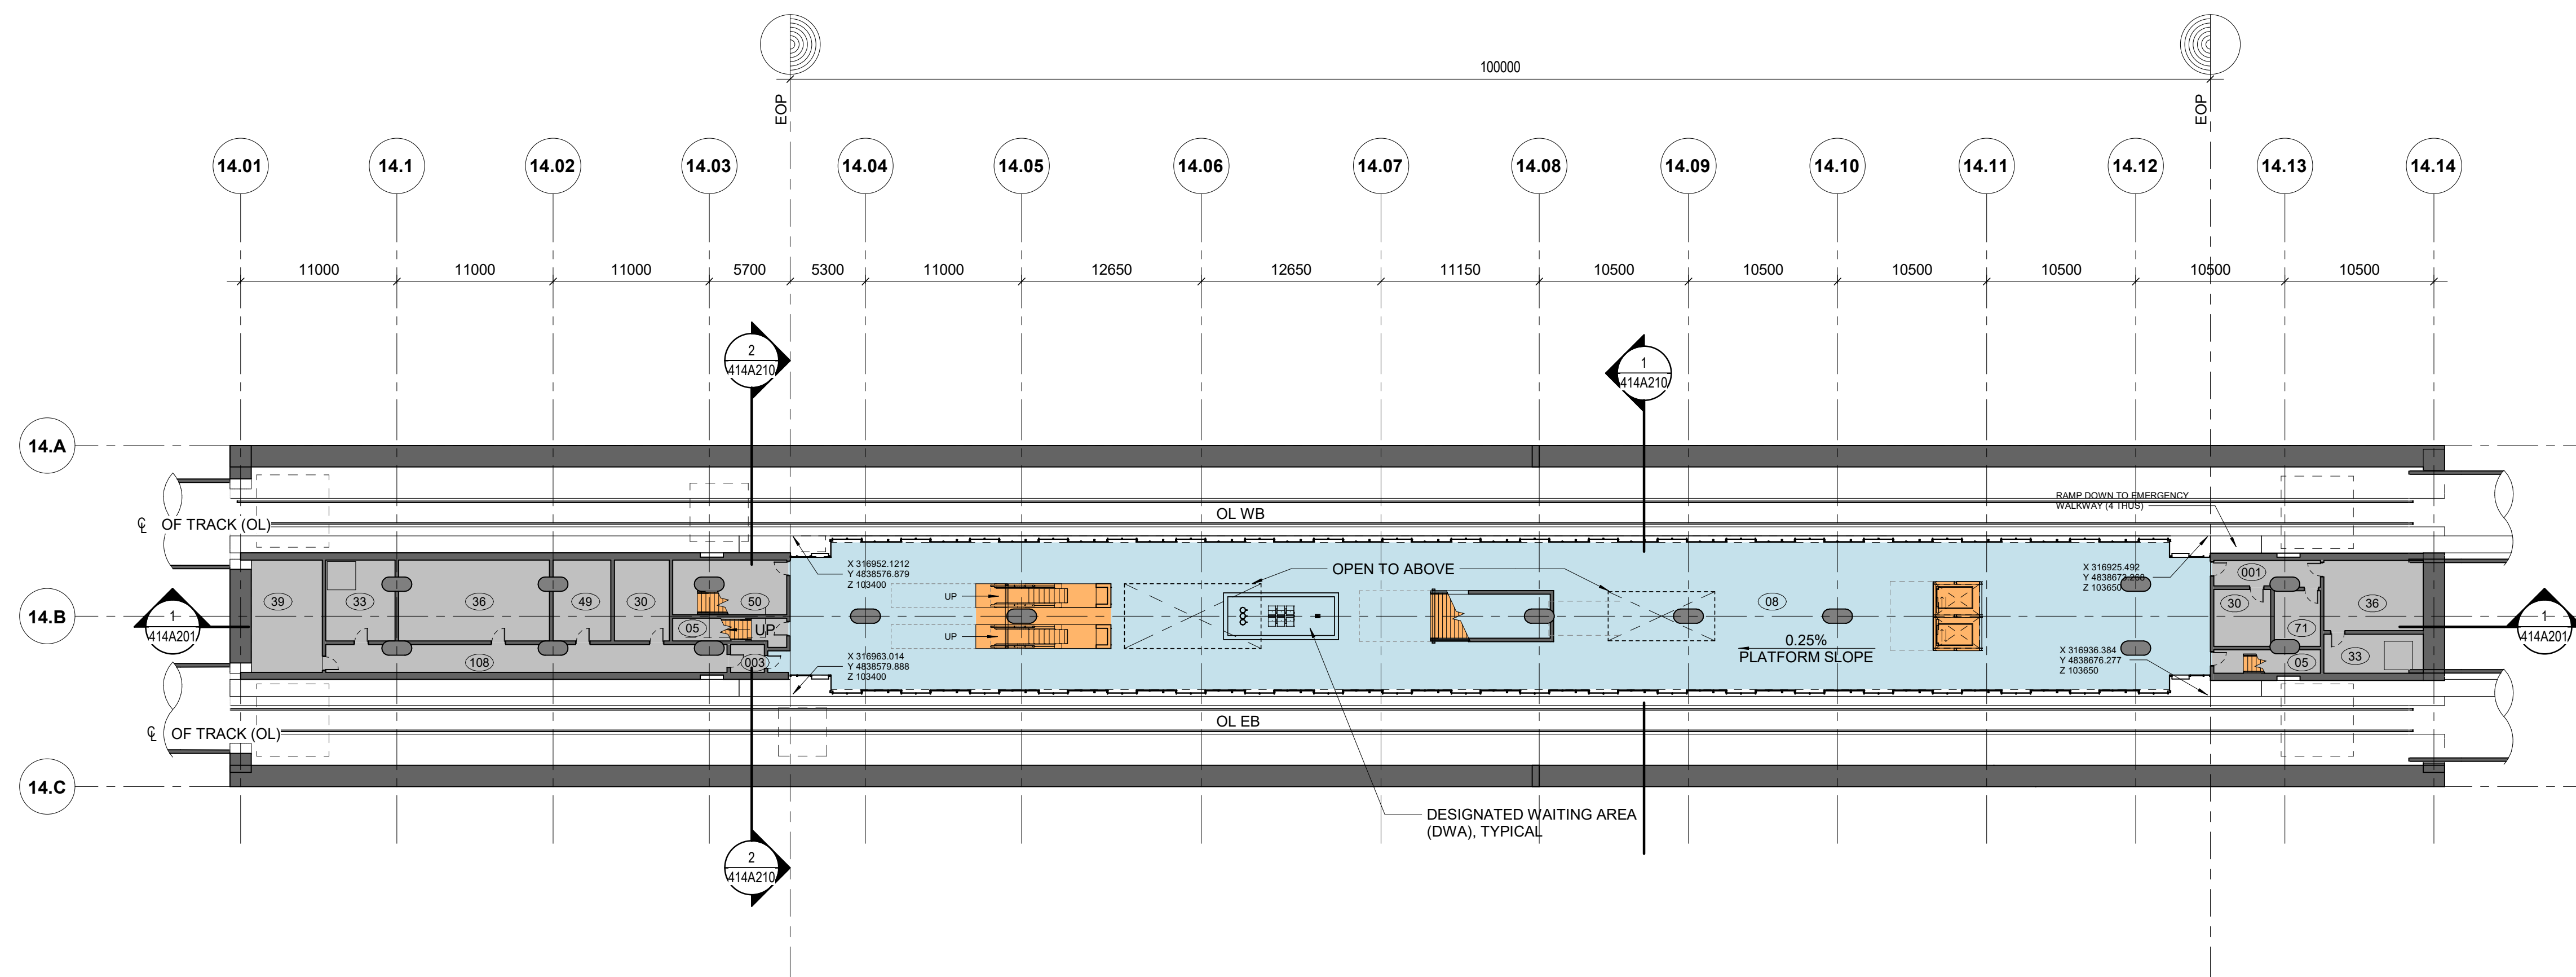 100000
EOP
EOP
14.01
14.1
14.02
14.03
14.04
14.05
14.06
14.07
14.08
14.09
14.10
14.11
14.12
14.13
14.14
11000
11000
11000
5700
5300
11000
12650
12650
11150
10500
10500
10500
10500
10500
10500
2
414A210
1
414A210
14.A
RAMP DOWN TO EMERGENCY
WALKWAY (4 THUS)
OL WB
℄ OF TRACK (OL)
X 316952.1212
Y 4838576.879
Z 103400
OPEN TO ABOVE
X 316925.492
Y 4838673.260
Z 103650
001
39
33
36
49
30
50
UP
08
30
36
14.B
1
414A201
05
UP
UP
71
1
414A201
0.25%
PLATFORM SLOPE
108
003
X 316963.014
Y 4838579.888
Z 103400
X 316936.384
Y 4838676.277
Z 103650
05
33
OL EB
℄ OF TRACK (OL)
14.C
DESIGNATED WAITING AREA
(DWA), TYPICAL
2
414A210